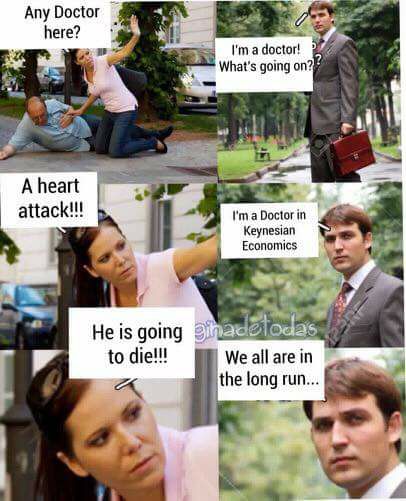 Any Doctor
here?
I'm a doctor!
What's going on??
A heart
attack!!!
I'm a Doctor in
Keynesian
Economics
ginadetodas
He is going
to die!!!
We all are in
the long run...